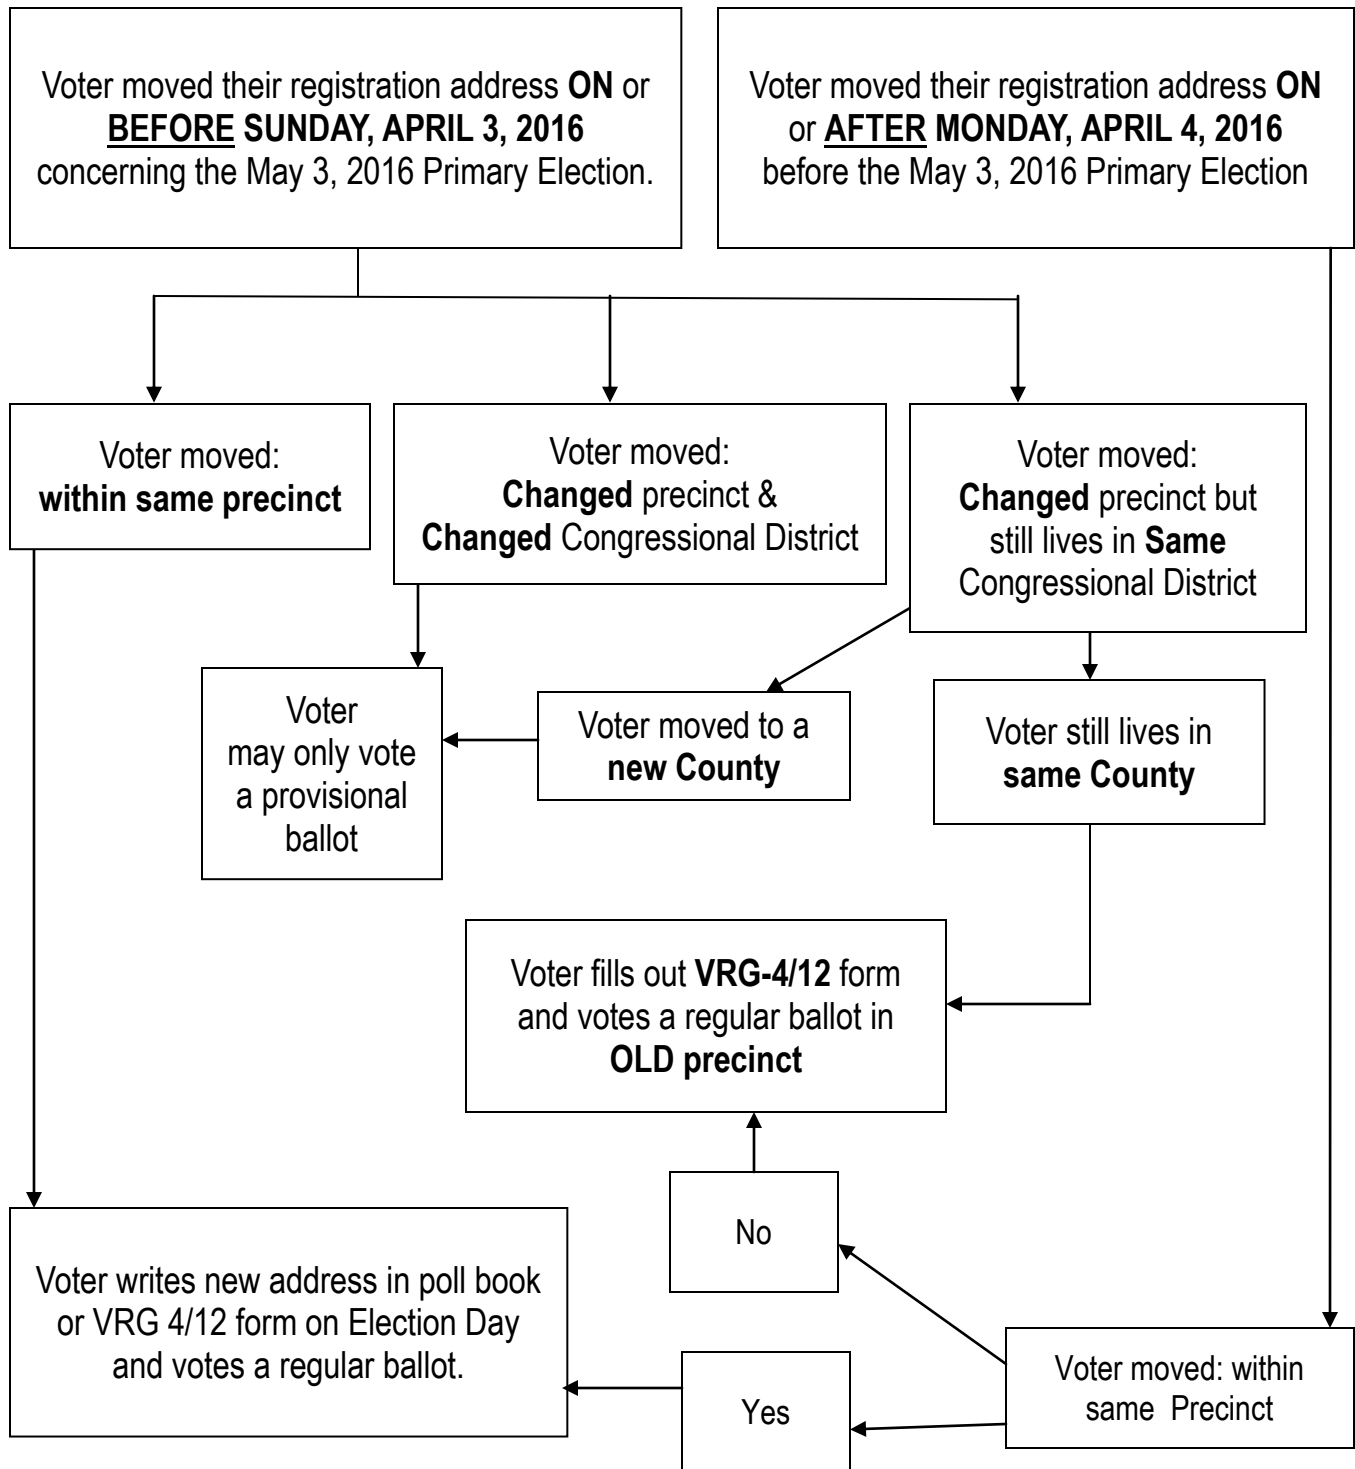 Voter moved their registration address ON or
BEFORE SUNDAY, APRIL 3, 2016
concerning the May 3, 2016 Primary Election.
Voter moved their registration address ON
or AFTER MONDAY, APRIL 4, 2016
before the May 3, 2016 Primary Election
Voter moved:
within same precinct
Voter moved:
Changed precinct &
Changed Congressional District
Voter moved:
Changed precinct but
still lives in Same
Congressional District
Voter
may only vote
a provisional
ballot
Voter moved to a
new County
Voter still lives in
same County
Voter fills out VRG-4/12 form
and votes a regular ballot in
OLD precinct
No
Voter writes new address in poll book
or VRG 4/12 form on Election Day
and votes a regular ballot.
Yes
Voter moved: within
same Precinct